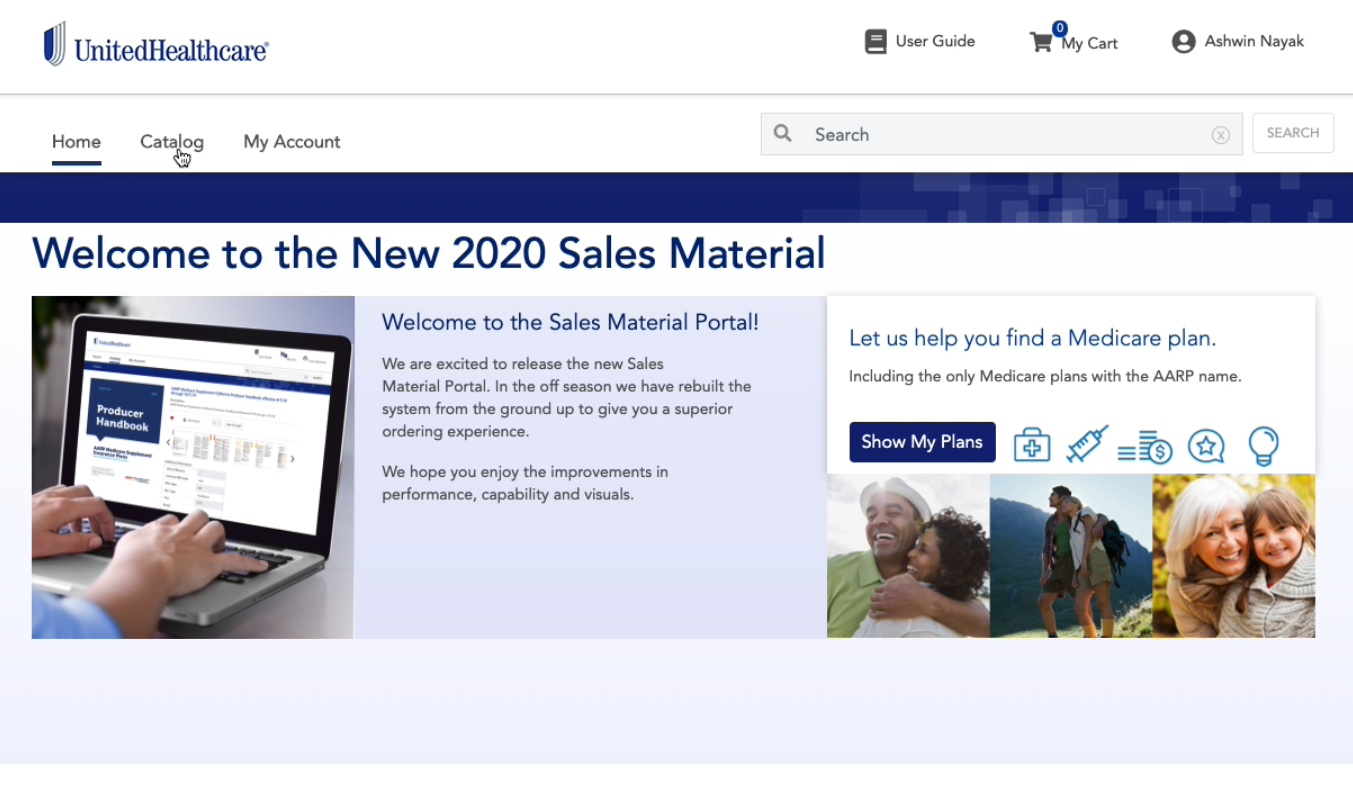 UnitedHealthcare®
User Guide
0
My Cart
Ashwin Nayak
Home
Catalog
My Account
Search
SEARCH
Welcome to the New 2020 Sales Material
Producer
Handbook
Welcome to the Sales Material Portal!
We are excited to release the new Sales
Material Portal. In the off season we have rebuilt the
system from the ground up to give you a superior
ordering experience.
We hope you enjoy the improvements in
performance, capability and visuals.
Let us help you find a Medicare plan.
Including the only Medicare plans with the AARP name.
Show My Plans